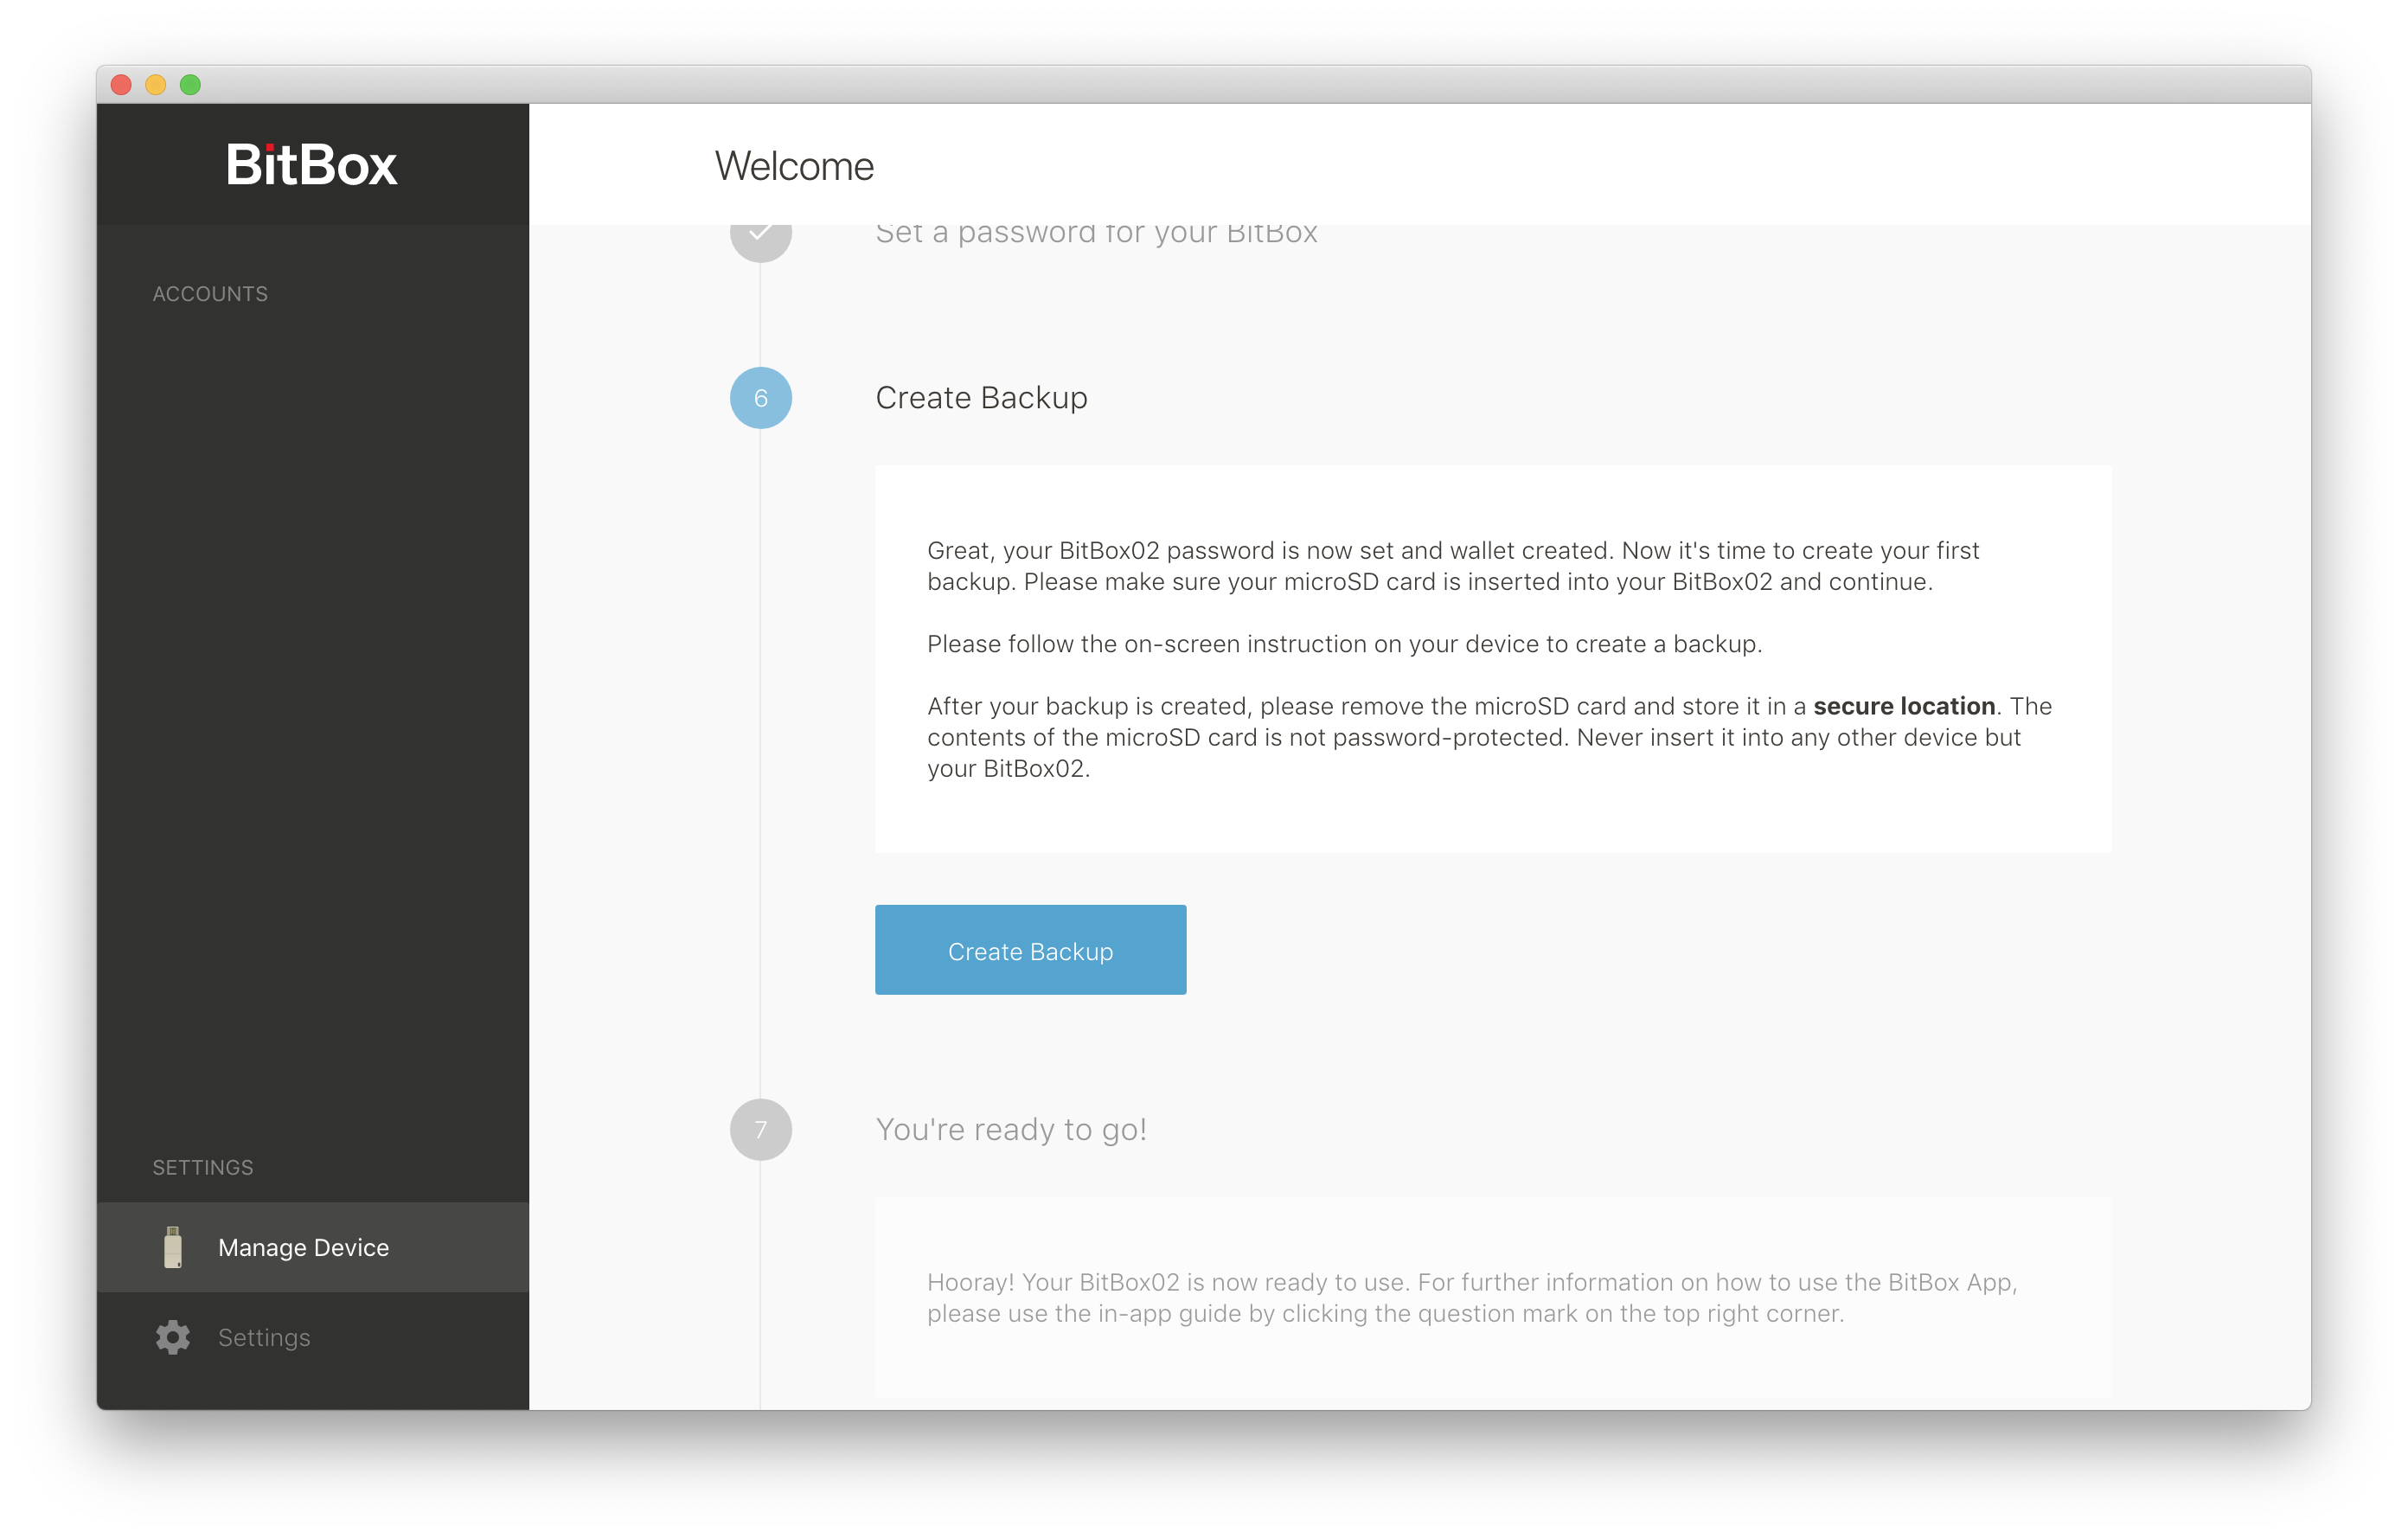 BitBox
Welcome
ACCOUNTS
Set a password for your BitBox
6
Create Backup
Great, your BitBox02 password is now set and wallet created. Now it's time to create your first
backup. Please make sure your microSD card is inserted into your BitBox02 and continue.
Please follow the on-screen instruction on your device to create a backup.
After your backup is created, please remove the microSD card and store it in a secure location. The
contents of the microSD card is not password-protected. Never insert it into any other device but
your BitBox02.
Create Backup
7
You're ready to go!
Hooray! Your BitBox02 is now ready to use. For further information on how to use the BitBox App,
please use the in-app guide by clicking the question mark on the top right corner.
SETTINGS
Manage Device
Settings